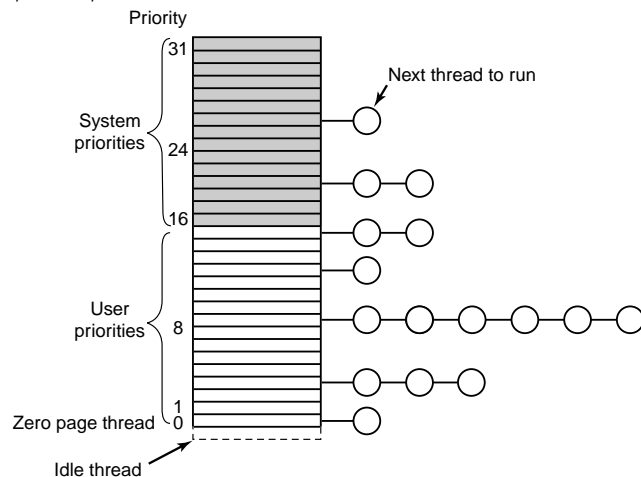 Priority
31
Next thread to run
System
priorities
24
16
User
priorities
8
1
Zero page thread
0
Idle thread